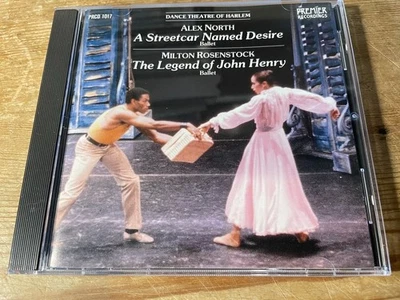 PRCD 1017
DANCE THEATRE OF HARLEM
ALEX NORTH
A Streetcar Named Desire
Ballet
MILTON ROSENSTOCK
The Legend of John Henry
Ballet
PREMIER
RECORDINGS